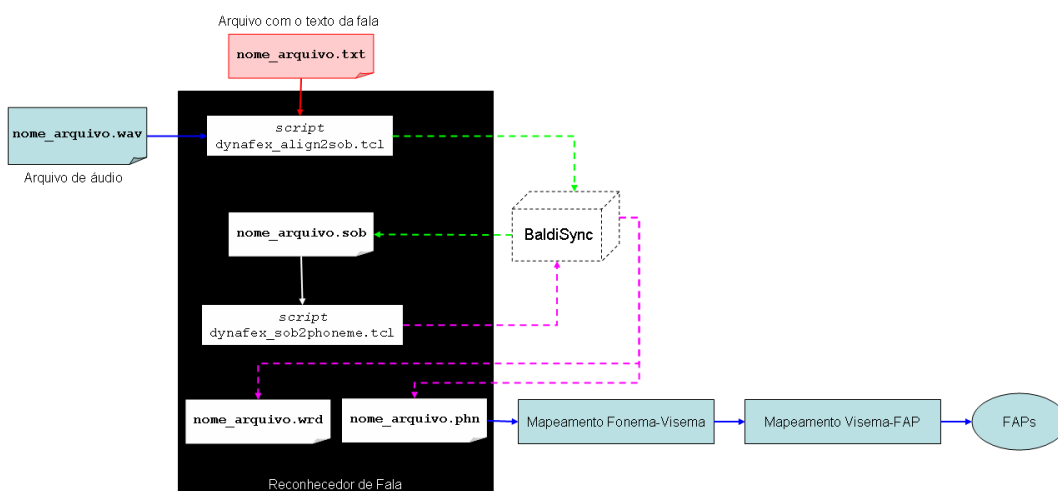 Arquivo com o texto da fala
nome_arquivo.txt
nome_arquivo.wav
Arquivo de áudio
script
dynafex_align2sob.tcl
BaldiSync
nome_arquivo.sob
script
dynafex_sob2phoneme.tcl
nome_arquivo.wrd
nome_arquivo.phn
Mapeamento Fonema-Visema
Mapeamento Visema-FAP
FAPs
Reconhecedor de Fala